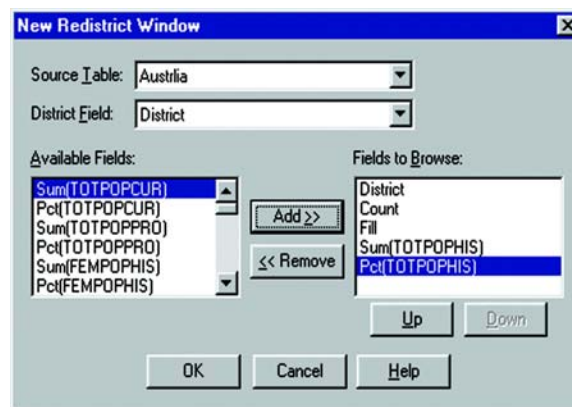 New Redistrict Window
Source Table: Austrlia
District Field: District
Available Fields:
Sum(TOTPOPCUR)
Pct(TOTPOPCUR)
Sum(TOTPOPPRO)
Pct(TOTPOPPRO)
Sum(FEMPOPHIS)
Pct(FEMPOPHIS)
Add >>
<< Remove
Fields to Browse:
District
Count
Fill
Sum(TOTPOPHIS)
Pct(TOTPOPHIS)
Up Down
OK Cancel Help